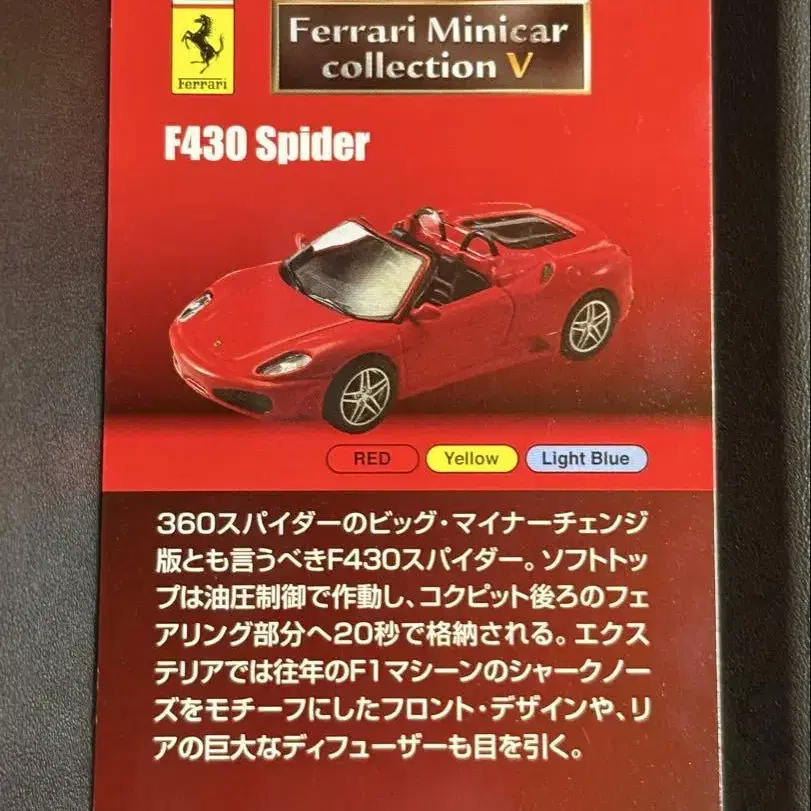 Ferrari
Ferrari Minicar
collection V
F430 Spider
RED
Yellow
Light Blue
360スパイダーのビッグ・マイナーチェンジ
版とも言うべきF430スパイダー。ソフトトッ
プは油圧制御で作動し、コクピット後ろのフェ
アリング部分へ20秒で格納される。エクス
テリアでは往年のF1マシーンのシャークノー
ズをモチーフにしたフロント・デザインや、リ
アの巨大なディフューザーも目を引く。